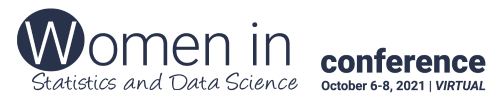 Women in
Statistics and Data Science
conference
October 6-8, 2021 | VIRTUAL